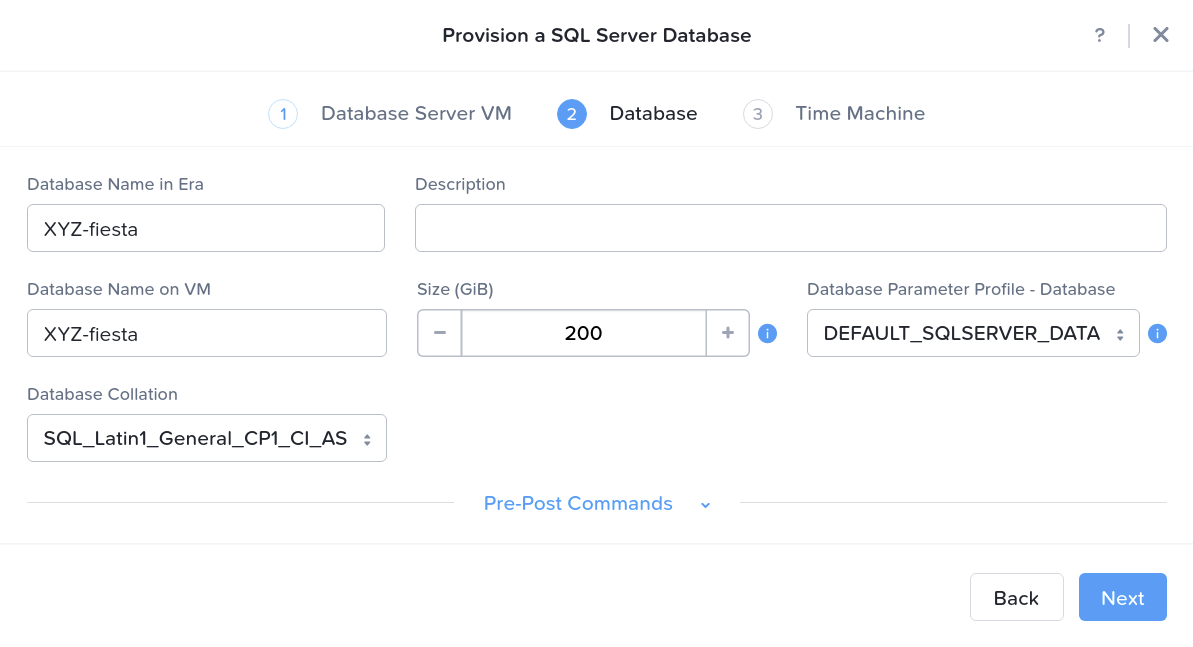 Provision a SQL Server Database
?
1 Database Server VM 2 Database 3 Time Machine
Database Name in Era Description
XYZ-fiesta
Database Name on VM Size (GiB) Database Parameter Profile - Database
XYZ-fiesta − 200 + i DEFAULT_SQLSERVER_DATA i
Database Collation
SQL_Latin1_General_CP1_CI_AS
Pre-Post Commands
Back Next